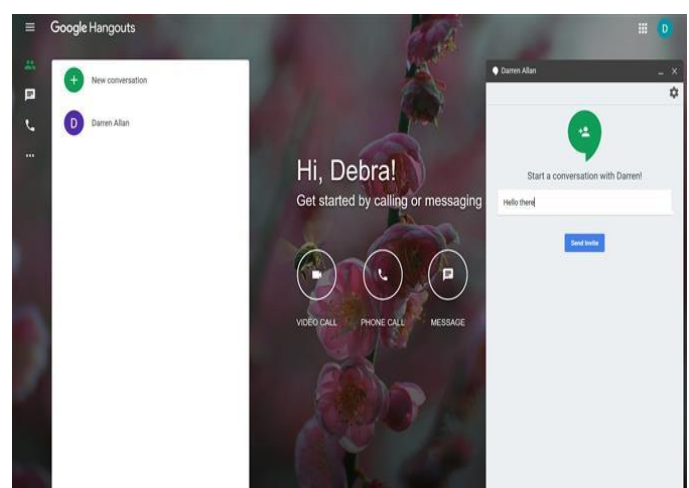 Google Hangouts
D
New conversation
D Darren Allan
Hi, Debra!
Get started by calling or messaging
VIDEO CALL
PHONE CALL
MESSAGE
Darren Allan
Start a conversation with Darren!
Hello there
Send Invite